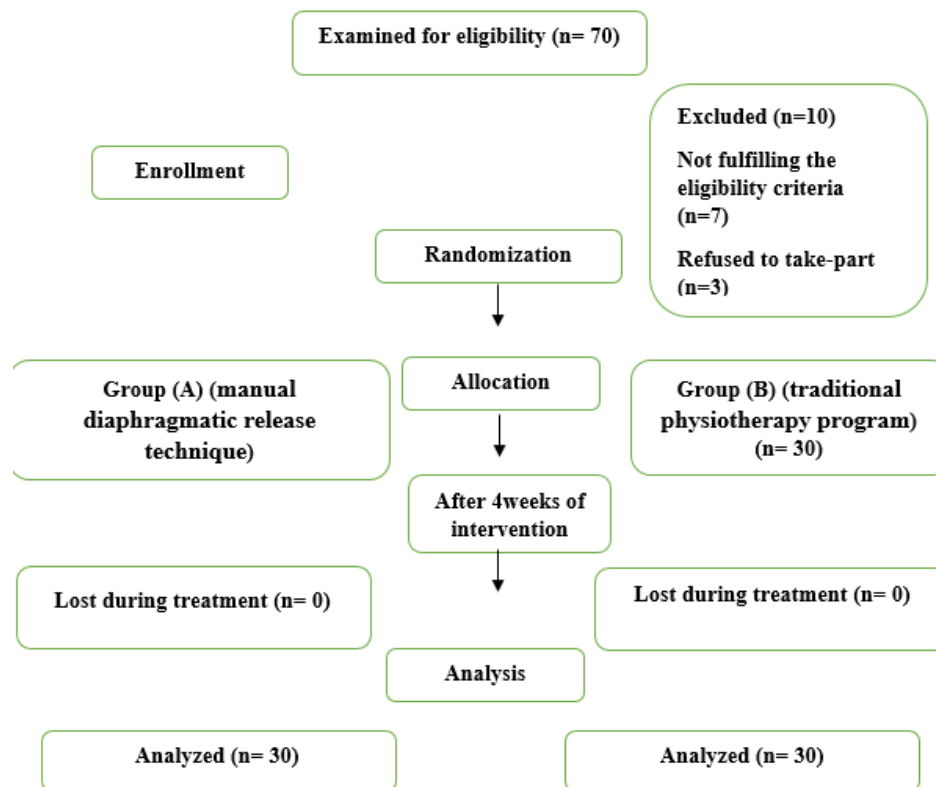 Examined for eligibility (n= 70)
Excluded (n=10)
Not fulfilling the
eligibility criteria
(n=7)
Refused to take-part
(n=3)
Enrollment
Randomization
Group (A) (manual
diaphragmatic release
technique)
Allocation
Group (B) (traditional
physiotherapy program)
(n= 30)
After 4weeks of
intervention
Lost during treatment (n= 0)
Lost during treatment (n= 0)
Analysis
Analyzed (n= 30)
Analyzed (n= 30)